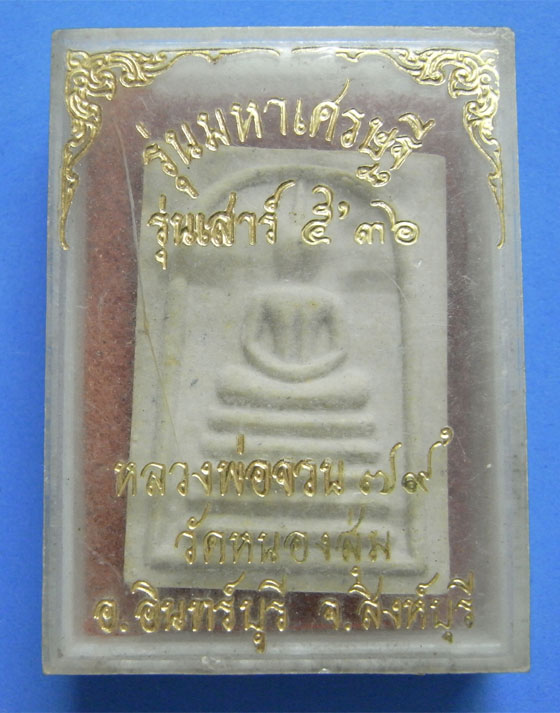 รุ่นมหาเศรษฐี
รุ่นเสาร์ ๕' ๓๖
หลวงพ่อจวน ๗๙
วัดหนองสุ่ม
อ.อินทร์บุรี จ.สิงห์บุรี